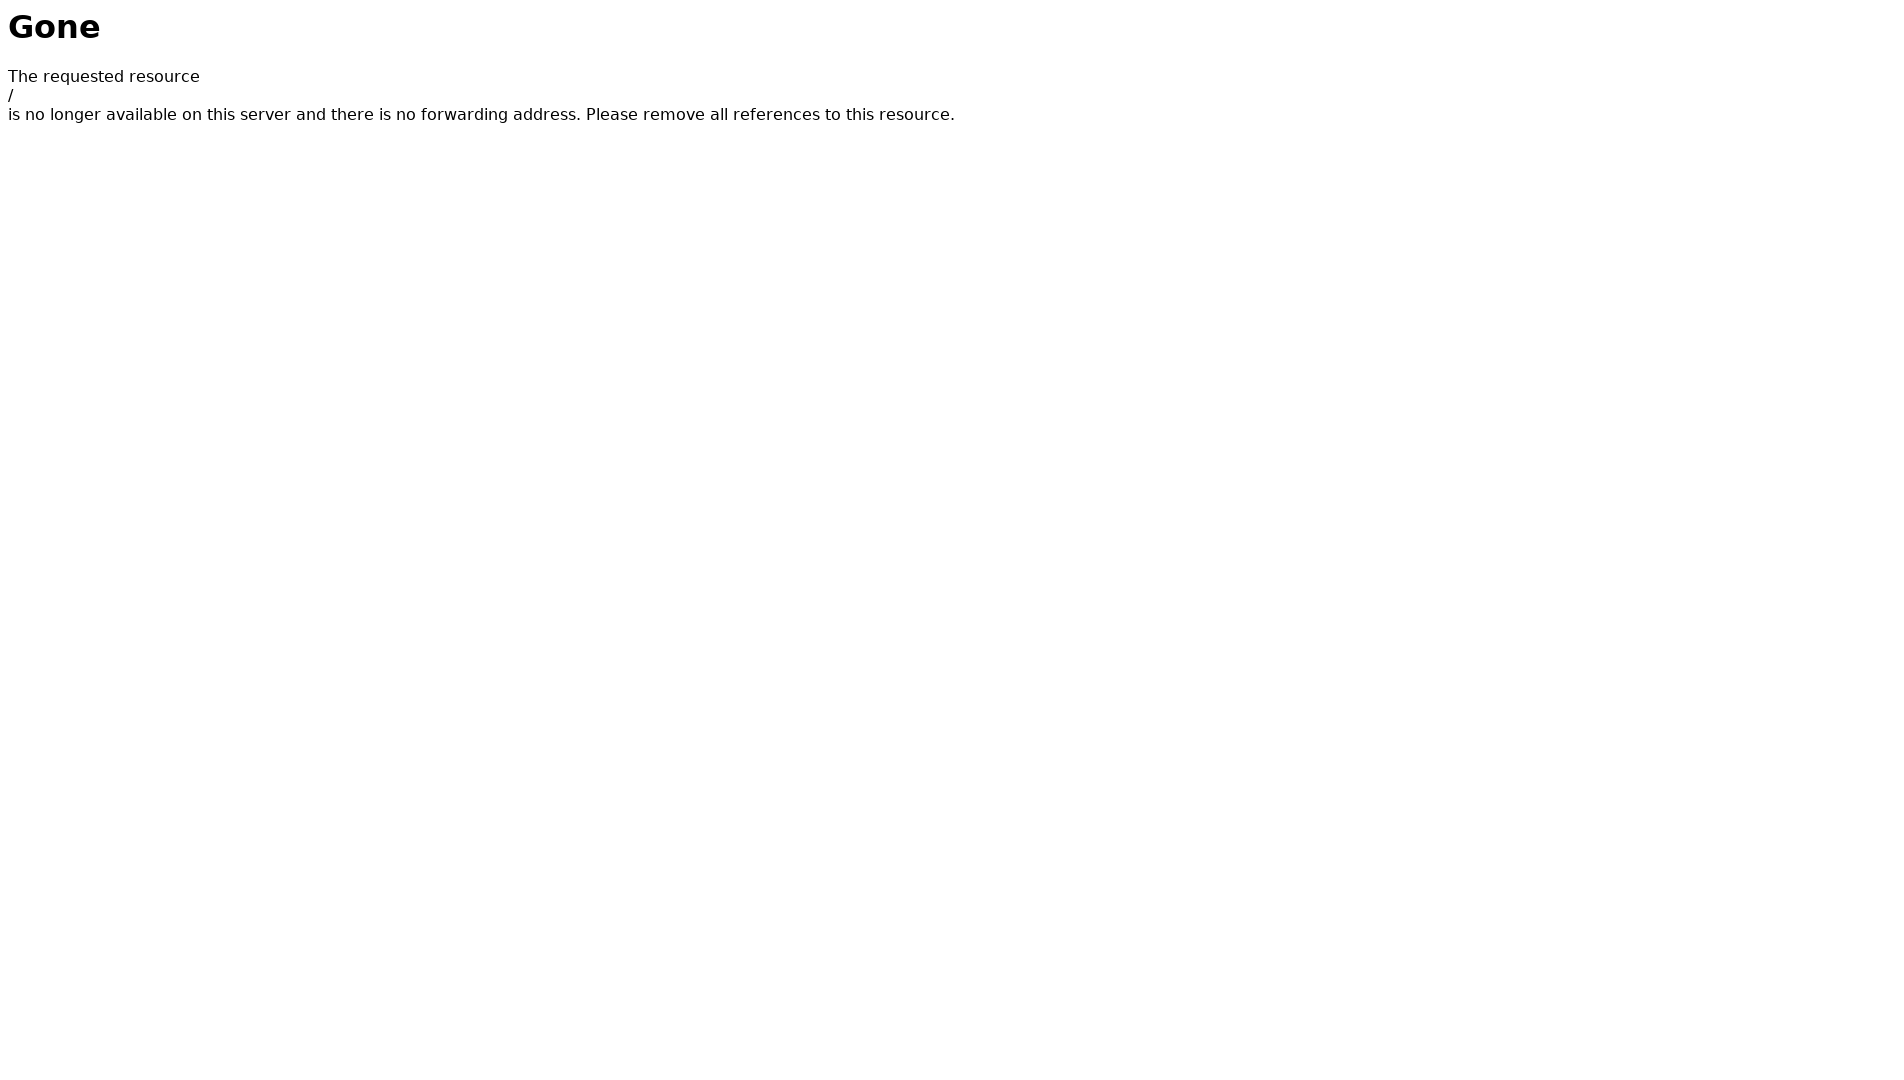 Gone
The requested resource
/
is no longer available on this server and there is no forwarding address. Please remove all references to this resource.